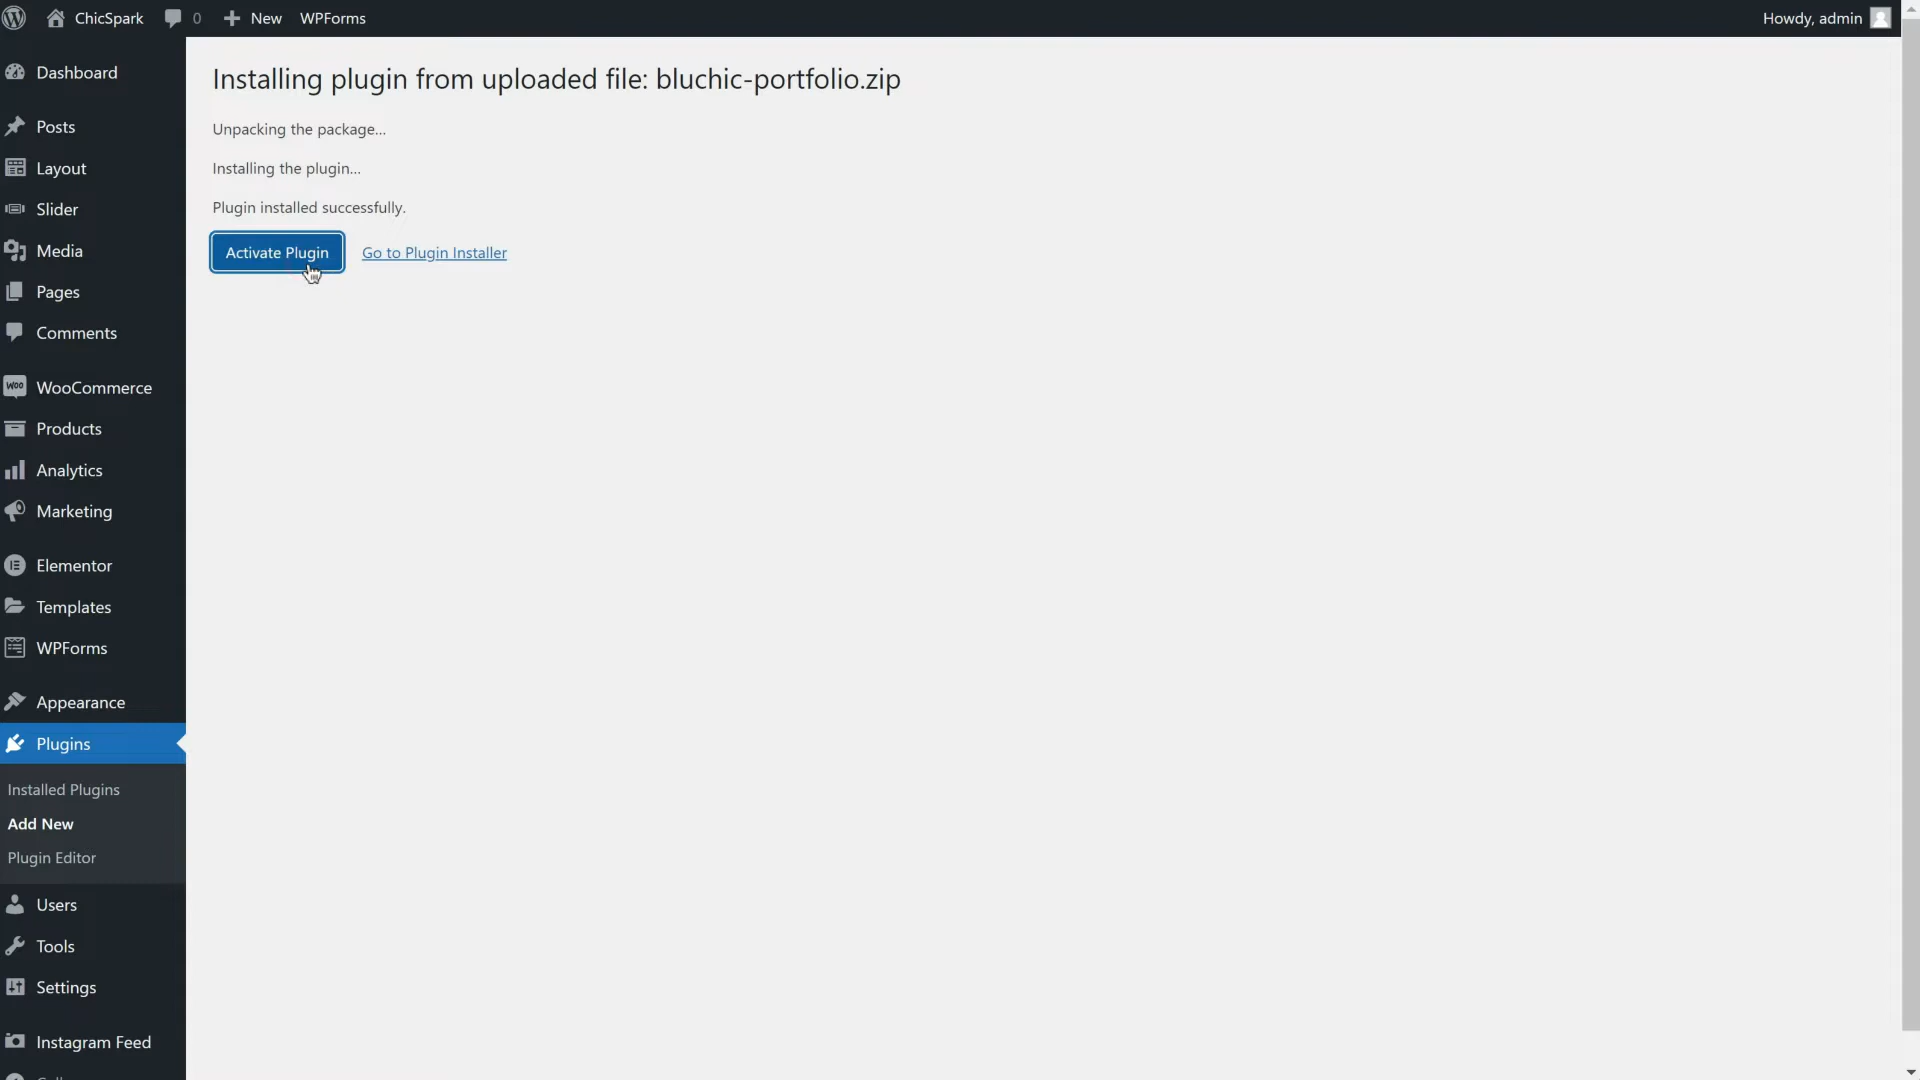 ChicSpark
0
New
WPForms
Howdy, admin
Dashboard
Posts
Layout
Slider
Media
Pages
Comments
WooCommerce
Products
Analytics
Marketing
Elementor
Templates
WPForms
Appearance
Plugins
Installed Plugins
Add New
Plugin Editor
Users
Tools
Settings
Instagram Feed
Installing plugin from uploaded file: bluchic-portfolio.zip
Unpacking the package...
Installing the plugin...
Plugin installed successfully.
Activate Plugin
Go to Plugin Installer